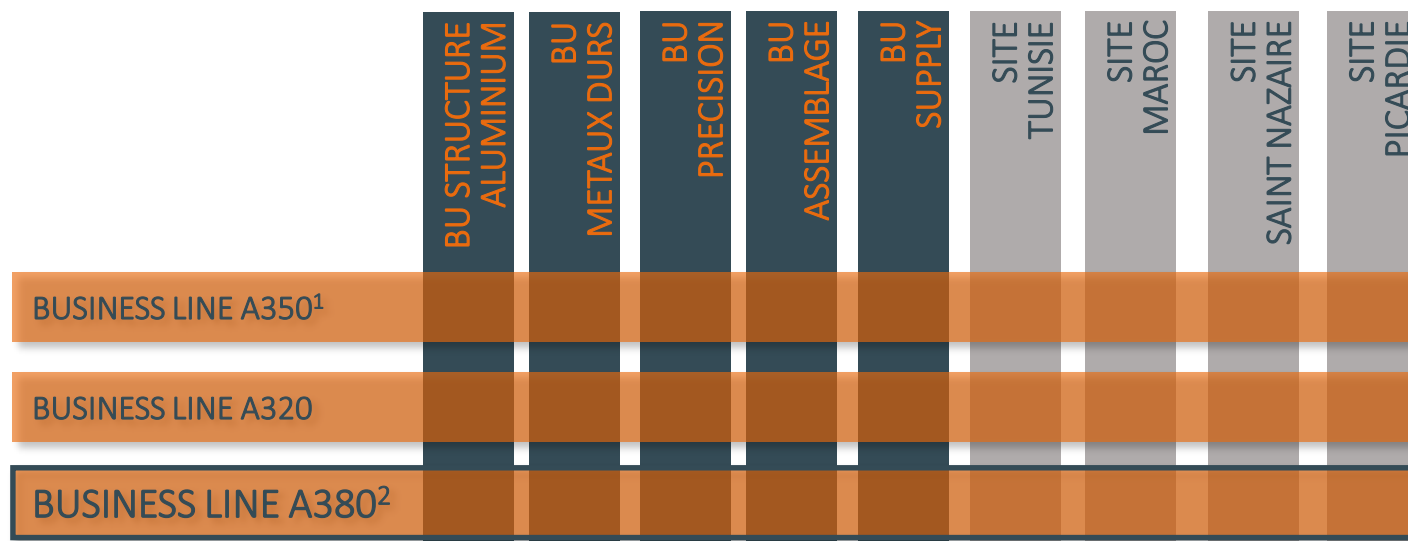 BU STRUCTURE
ALUMINIUM
BU
METAUX DURS
BU
PRECISION
BU
ASSEMBLAGE
BU
SUPPLY
SITE
TUNISIE
SITE
MAROC
SITE
SAINT NAZAIRE
SITE
PICARDIE
BUSINESS LINE A350¹
BUSINESS LINE A320
BUSINESS LINE A380²